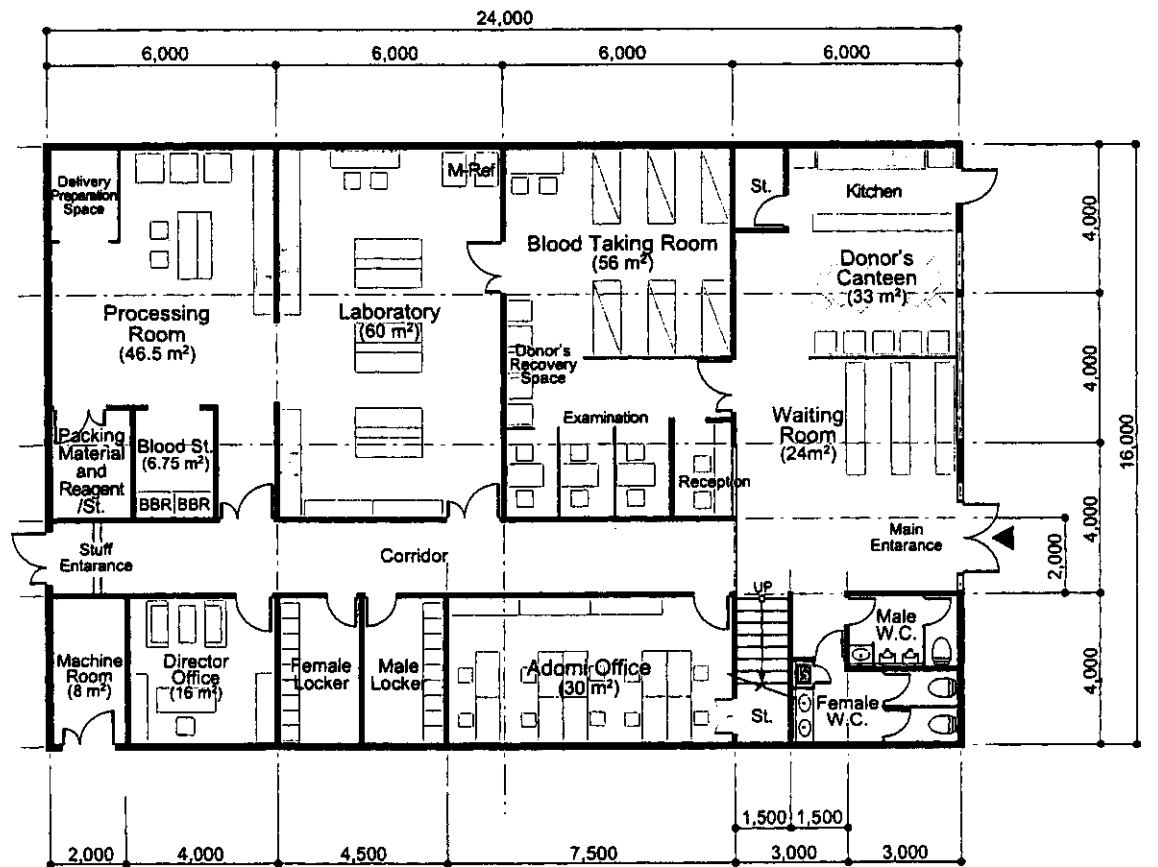 24,000
6,000 6,000 6,000 6,000
Delivery
Preparation
Space
M-Ref
St.
Kitchen
Blood Taking Room
(56 m²)
Donor's
Canteen
(33 m²)
Processing
Room
(46.5 m²)
Laboratory
(60 m²)
Donor's
Recovery
Space
Examination
Waiting
Room
(24m²)
Packing
Material
and
Reagent
/St.
Blood St.
(6.75 m²)
BBR BBR
Reception
Stuff
Entarance
Corridor
Main
Entarance
UP
Machine
Room
(8 m²)
Director
Office
(16 m²)
Female
Locker
Male
Locker
Adomi Office
(30 m²)
St.
Male
W.C.
Female
W.C.
4,000
4,000
4,000
4,000
2,000
16,000
1,500 1,500
2,000 4,000 4,500 7,500 3,000 3,000